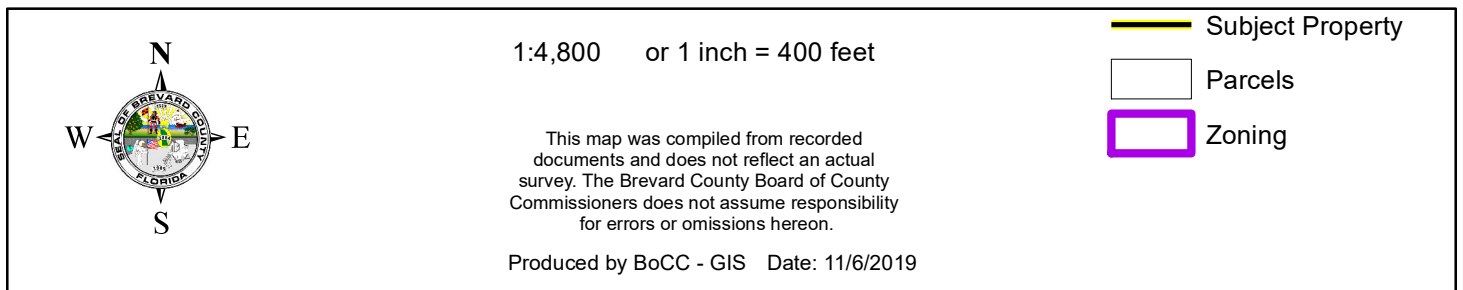 N
W
E
S
SEAL OF BREVARD COUNTY
FLORIDA
1:4,800 or 1 inch = 400 feet
This map was compiled from recorded
documents and does not reflect an actual
survey. The Brevard County Board of County
Commissioners does not assume responsibility
for errors or omissions hereon.
Produced by BoCC - GIS Date: 11/6/2019
Subject Property
Parcels
Zoning